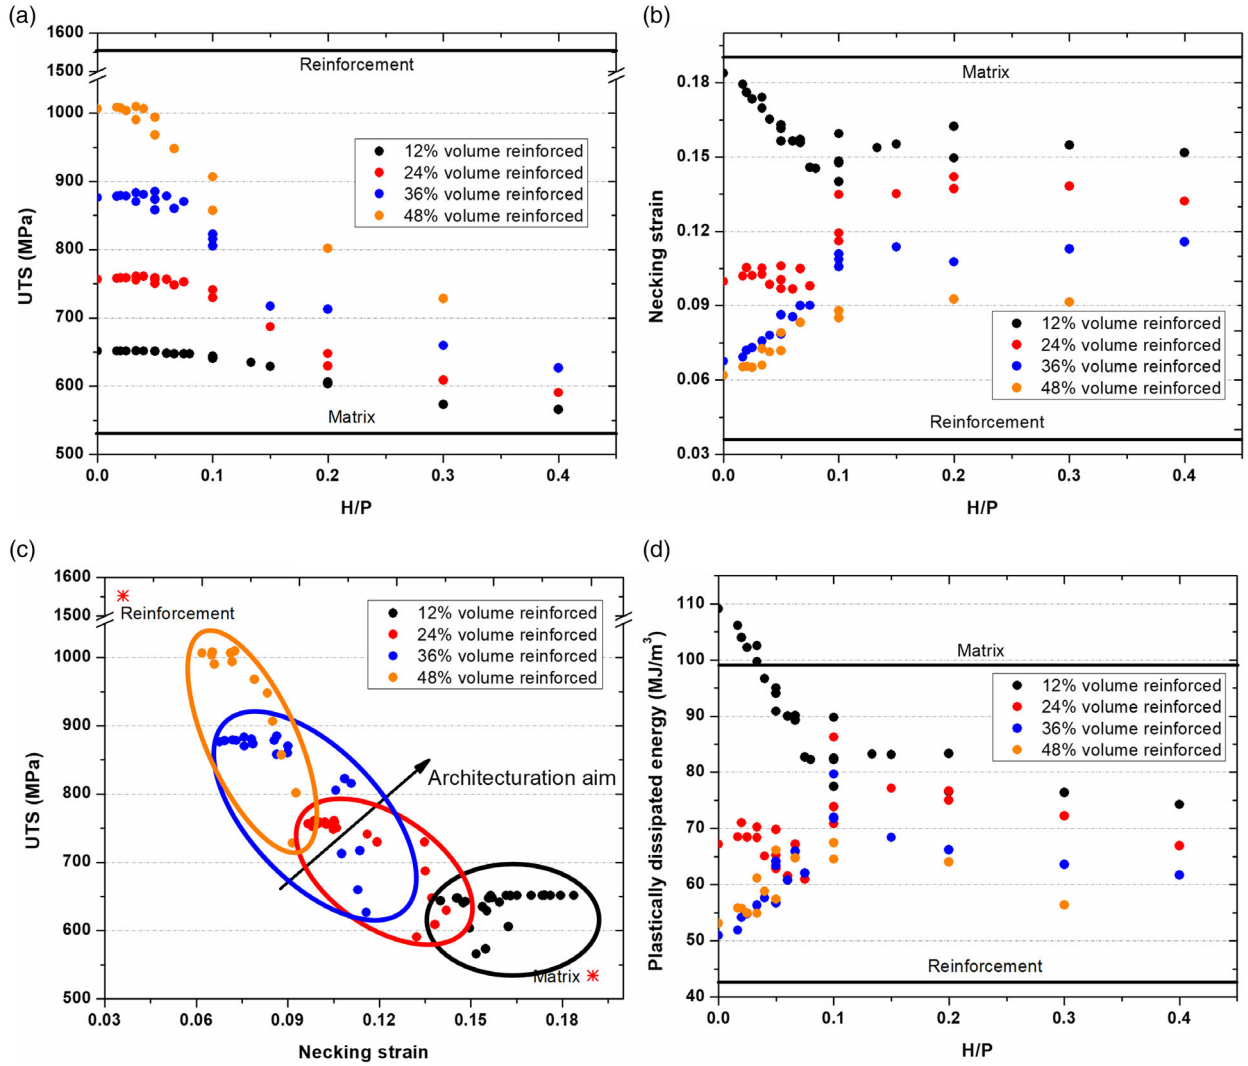 (a)
1600
1500
1000
900
800
700
600
500
UTS (MPa)
Reinforcement
12% volume reinforced
24% volume reinforced
36% volume reinforced
48% volume reinforced
Matrix
0.0 0.1 0.2 0.3 0.4
H/P
(b)
0.18
0.15
0.12
0.09
0.06
0.03
Necking strain
Matrix
12% volume reinforced
24% volume reinforced
36% volume reinforced
48% volume reinforced
Reinforcement
0.0 0.1 0.2 0.3 0.4
H/P
(c)
1600
1500
1000
900
800
700
600
500
UTS (MPa)
Reinforcement
12% volume reinforced
24% volume reinforced
36% volume reinforced
48% volume reinforced
Architecturation aim
Matrix
0.03 0.06 0.09 0.12 0.15 0.18
Necking strain
(d)
110
100
90
80
70
60
50
40
Plastically dissipated energy (MJ/m³)
Matrix
12% volume reinforced
24% volume reinforced
36% volume reinforced
48% volume reinforced
Reinforcement
0.0 0.1 0.2 0.3 0.4
H/P